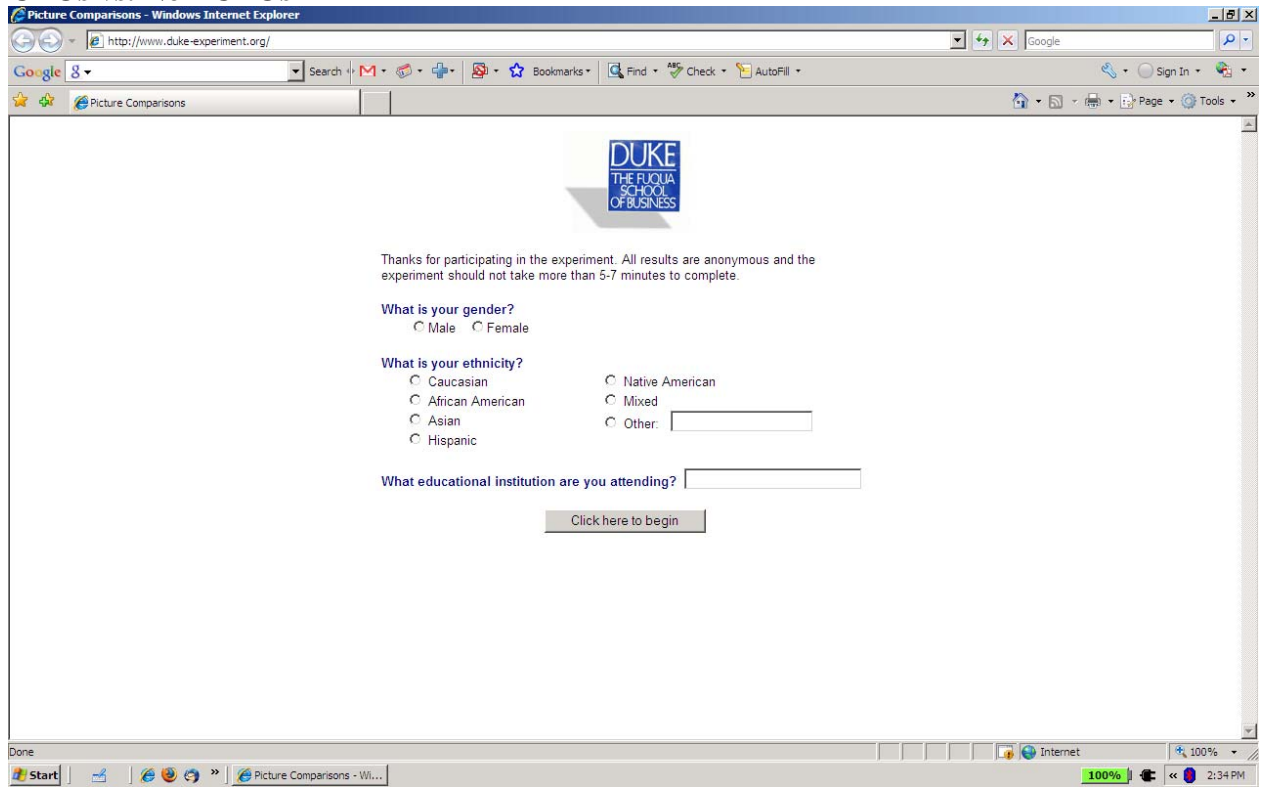 Picture Comparisons - Windows Internet Explorer
http://www.duke-experiment.org/
Google
Google
Search
Bookmarks
Find
Check
AutoFill
Sign In
Picture Comparisons
Page
Tools
DUKE
THE FUQUA
SCHOOL
OF BUSINESS
Thanks for participating in the experiment. All results are anonymous and the
experiment should not take more than 5-7 minutes to complete.
What is your gender?
Male Female
What is your ethnicity?
Caucasian Native American
African American Mixed
Asian Other:
Hispanic
What educational institution are you attending?
Click here to begin
Done
Internet
100%
Start
Picture Comparisons - Wi...
100%
2:34 PM